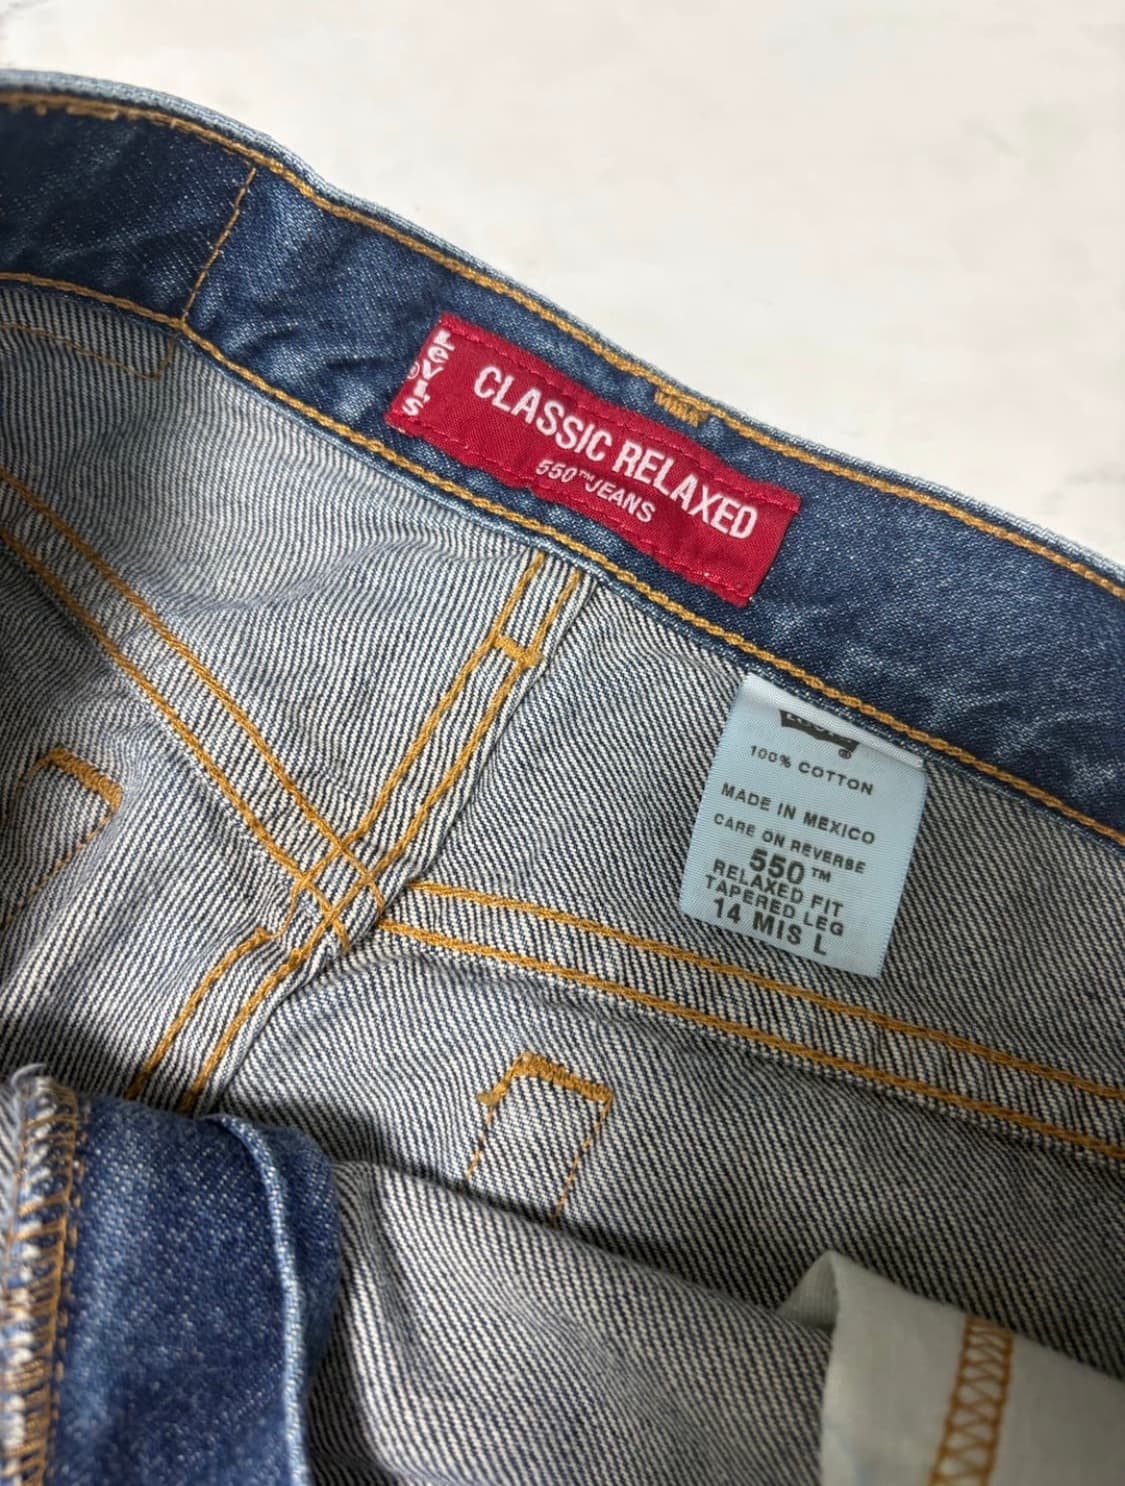 Levi's®
CLASSIC RELAXED
550™ JEANS
®
100% COTTON
MADE IN MEXICO
CARE ON REVERSE
550™
RELAXED FIT
TAPERED LEG
14 MIS L